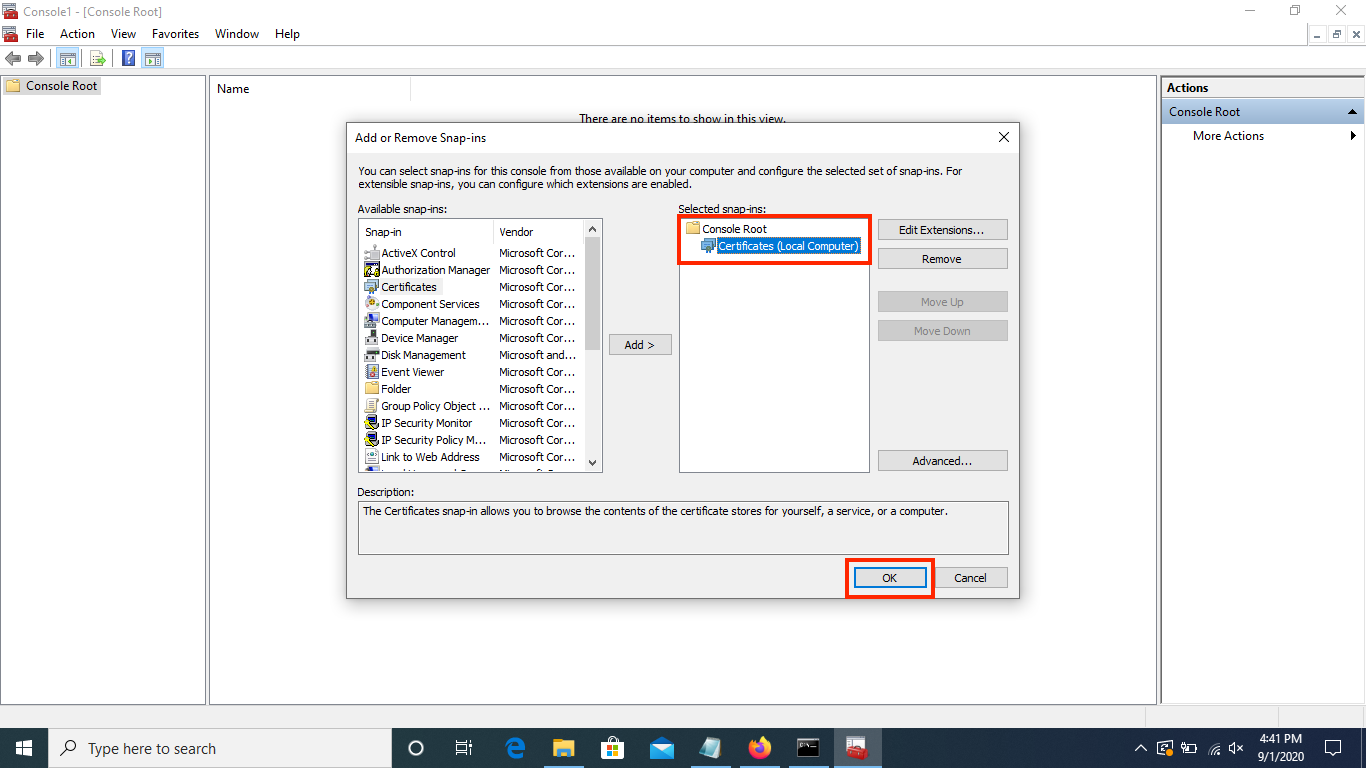 Console1 - [Console Root]
File Action View Favorites Window Help
Console Root
Name
There are no items to show in this view.
Actions
Console Root
More Actions
Add or Remove Snap-ins
You can select snap-ins for this console from those available on your computer and configure the selected set of snap-ins. For
extensible snap-ins, you can configure which extensions are enabled.
Available snap-ins:
Snap-in Vendor
ActiveX Control Microsoft Cor...
Authorization Manager Microsoft Cor...
Certificates Microsoft Cor...
Component Services Microsoft Cor...
Computer Managem... Microsoft Cor...
Device Manager Microsoft Cor...
Disk Management Microsoft and...
Event Viewer Microsoft Cor...
Folder Microsoft Cor...
Group Policy Object ... Microsoft Cor...
IP Security Monitor Microsoft Cor...
IP Security Policy M... Microsoft Cor...
Link to Web Address Microsoft Cor...
Add >
Selected snap-ins:
Console Root
Certificates (Local Computer)
Edit Extensions...
Remove
Move Up
Move Down
Advanced...
Description:
The Certificates snap-in allows you to browse the contents of the certificate stores for yourself, a service, or a computer.
OK
Cancel
Type here to search
4:41 PM
9/1/2020